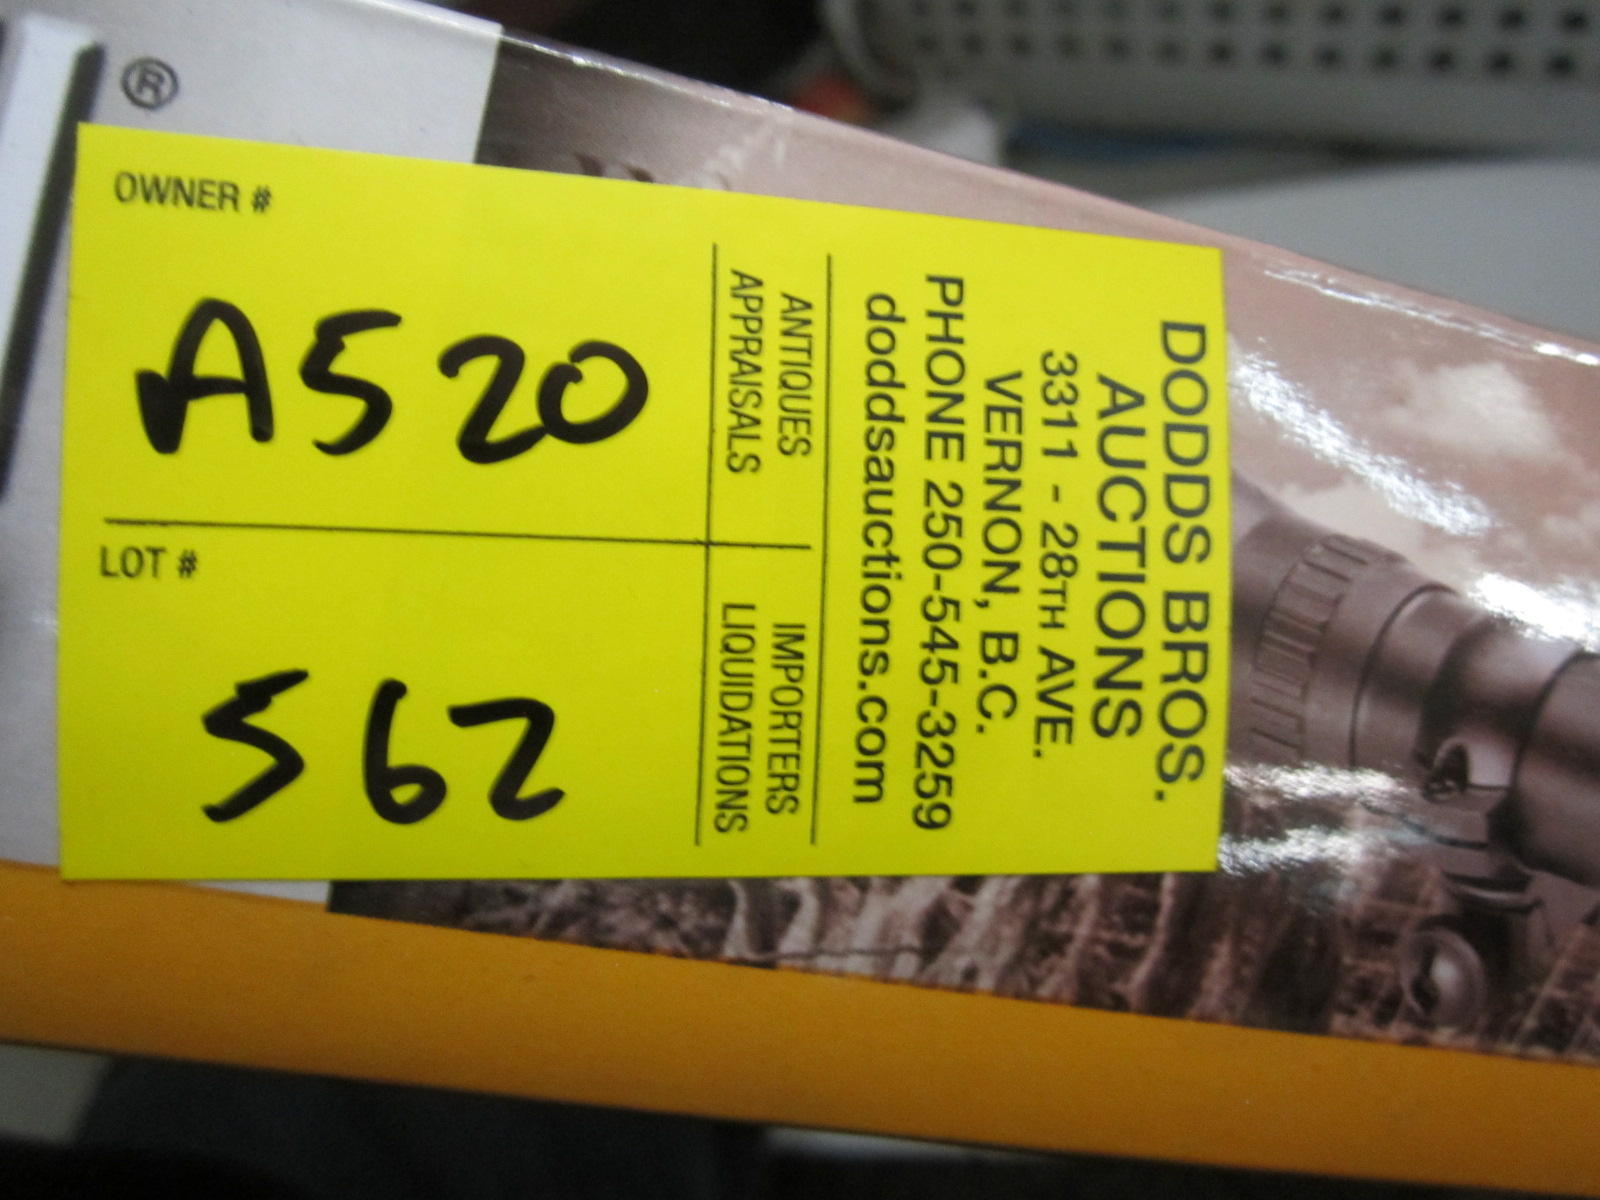 ®
OWNER #
A520
LOT #
562
DODDS BROS.
AUCTIONS
3311 - 28TH AVE.
VERNON, B.C.
PHONE 250-545-3259
doddsauctions.com
ANTIQUES
APPRAISALS
IMPORTERS
LIQUIDATIONS